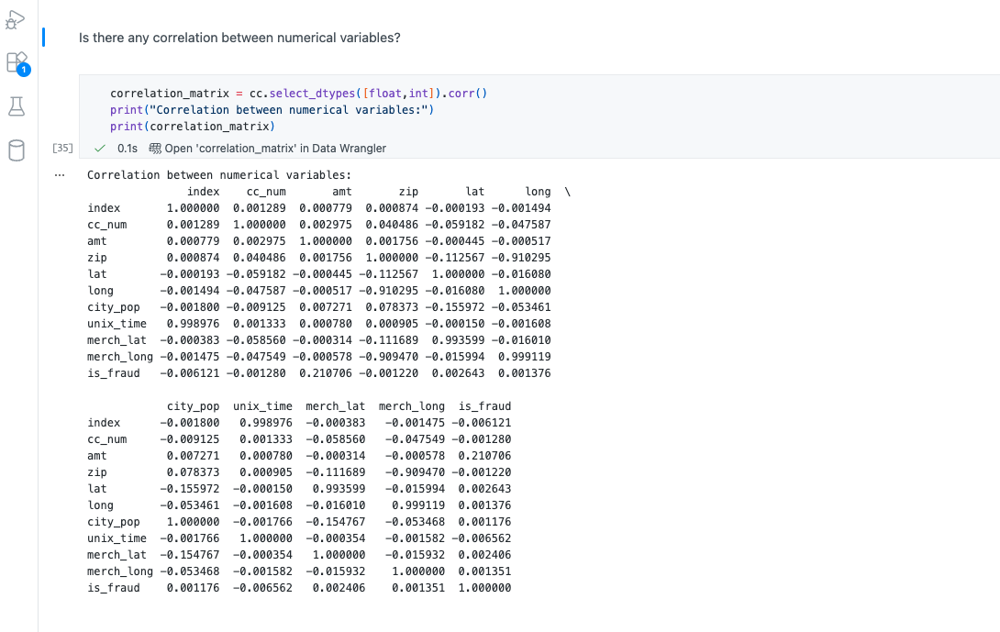 Is there any correlation between numerical variables?
1
correlation_matrix = cc.select_dtypes([float,int]).corr()
print("Correlation between numerical variables:")
print(correlation_matrix)
[35] 0.1s Open 'correlation_matrix' in Data Wrangler
... Correlation between numerical variables:
index cc_num amt zip lat long \
index 1.000000 0.001289 0.000779 0.000874 -0.000193 -0.001494
cc_num 0.001289 1.000000 0.002975 0.040486 -0.059182 -0.047587
amt 0.000779 0.002975 1.000000 0.001756 -0.000445 -0.000517
zip 0.000874 0.040486 0.001756 1.000000 -0.112567 -0.910295
lat -0.000193 -0.059182 -0.000445 -0.112567 1.000000 -0.016080
long -0.001494 -0.047587 -0.000517 -0.910295 -0.016080 1.000000
city_pop -0.001800 -0.009125 0.007271 0.078373 -0.155972 -0.053461
unix_time 0.998976 0.001333 0.000780 0.000905 -0.000150 -0.001608
merch_lat -0.000383 -0.058560 -0.000314 -0.111689 0.993599 -0.016010
merch_long -0.001475 -0.047549 -0.000578 -0.909470 -0.015994 0.999119
is_fraud -0.006121 -0.001280 0.210706 -0.001220 0.002643 0.001376
city_pop unix_time merch_lat merch_long is_fraud
index -0.001800 0.998976 -0.000383 -0.001475 -0.006121
cc_num -0.009125 0.001333 -0.058560 -0.047549 -0.001280
amt 0.007271 0.000780 -0.000314 -0.000578 0.210706
zip 0.078373 0.000905 -0.111689 -0.909470 -0.001220
lat -0.155972 -0.000150 0.993599 -0.015994 0.002643
long -0.053461 -0.001608 -0.016010 0.999119 0.001376
city_pop 1.000000 -0.001766 -0.154767 -0.053468 0.001176
unix_time -0.001766 1.000000 -0.000354 -0.001582 -0.006562
merch_lat -0.154767 -0.000354 1.000000 -0.015932 0.002406
merch_long -0.053468 -0.001582 -0.015932 1.000000 0.001351
is_fraud 0.001176 -0.006562 0.002406 0.001351 1.000000